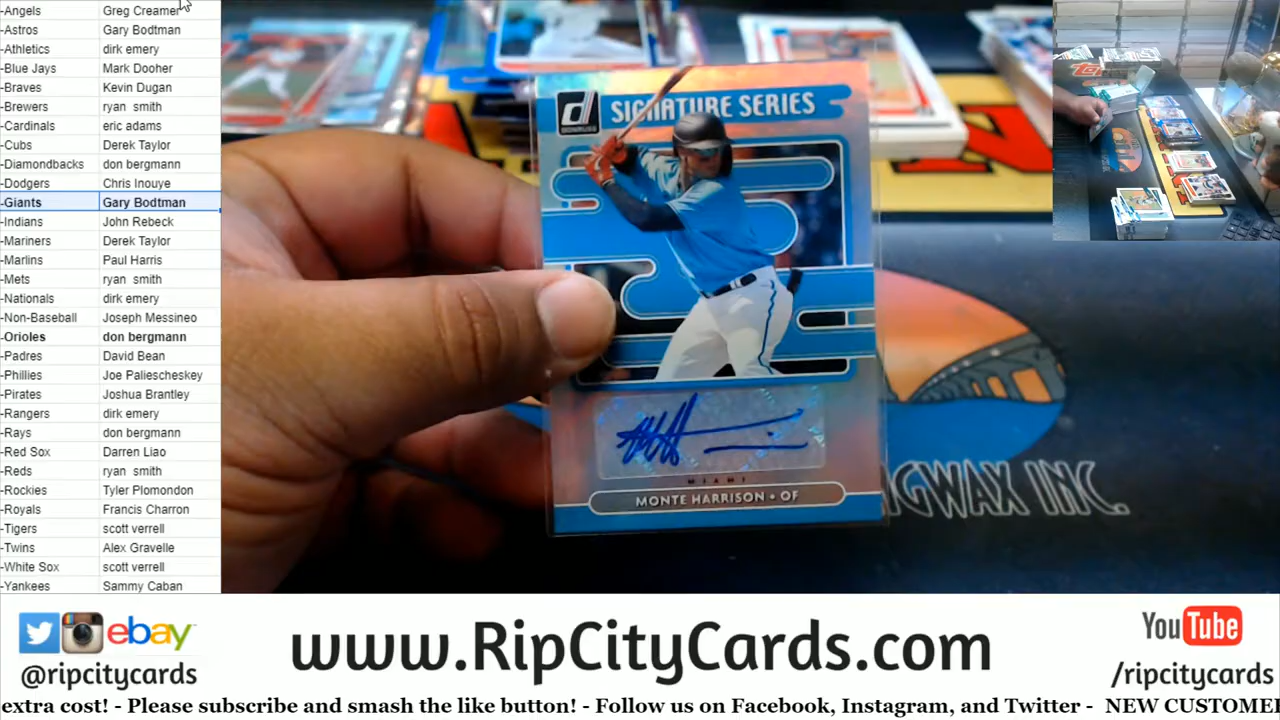 -Angels Greg Creamer
-Astros Gary Bodtman
-Athletics dirk emery
-Blue Jays Mark Dooher
-Braves Kevin Dugan
-Brewers ryan smith
-Cardinals eric adams
-Cubs Derek Taylor
-Diamondbacks don bergmann
-Dodgers Chris Inouye
-Giants Gary Bodtman
-Indians John Rebeck
-Mariners Derek Taylor
-Marlins Paul Harris
-Mets ryan smith
-Nationals dirk emery
-Non-Baseball Joseph Messineo
-Orioles don bergmann
-Padres David Bean
-Phillies Joe Paliescheskey
-Pirates Joshua Brantley
-Rangers dirk emery
-Rays don bergmann
-Red Sox Darren Liao
-Reds ryan smith
-Rockies Tyler Plomondon
-Royals Francis Charron
-Tigers scott verrell
-Twins Alex Gravelle
-White Sox scott verrell
-Yankees Sammy Caban
d
DONRUSS
SIGNATURE SERIES
MIAMI
MONTE HARRISON • OF
GWAX INC.
ebay
@ripcitycards
www.RipCityCards.com
YouTube
/ripcitycards
extra cost! - Please subscribe and smash the like button! - Follow us on Facebook, Instagram, and Twitter - NEW CUSTOME